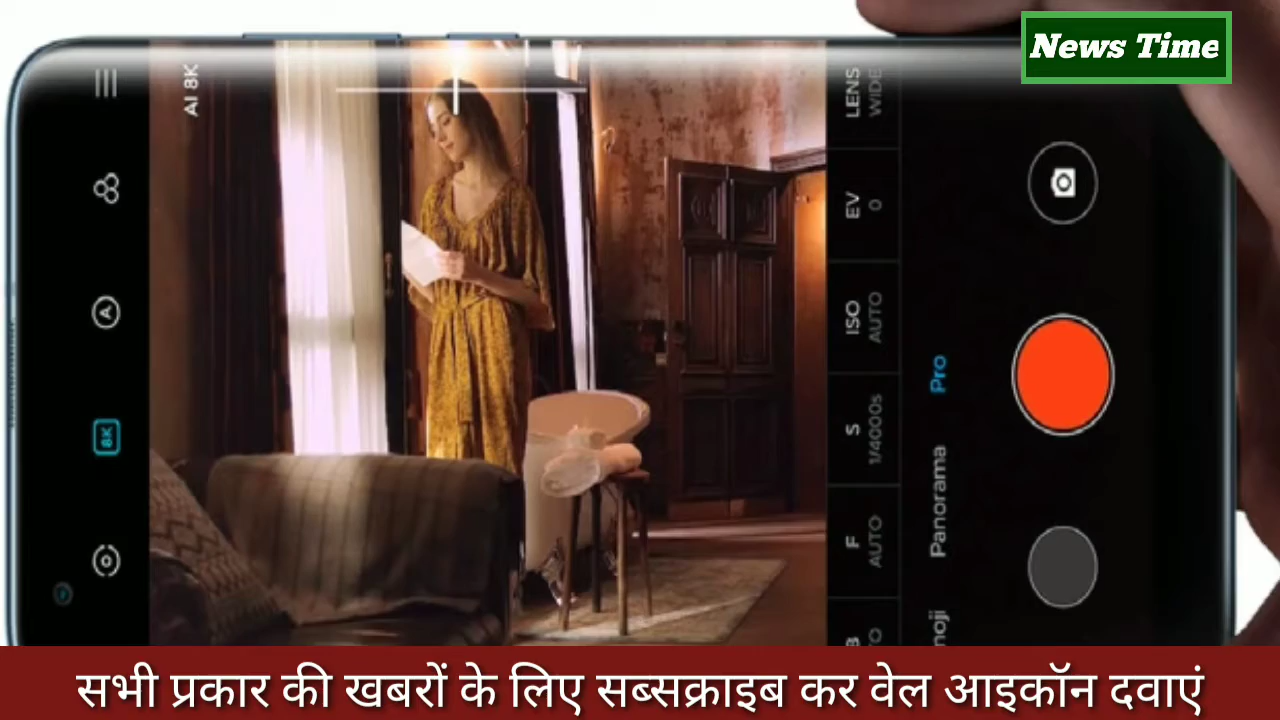 News Time
AI 8K
LENS
WIDE
EV
0
ISO
AUTO
S
1/4000s
F
AUTO
Pro
Panorama
8K
A
सभी प्रकार की खबरों के लिए सब्सक्राइब कर वेल आइकॉन दवाएं